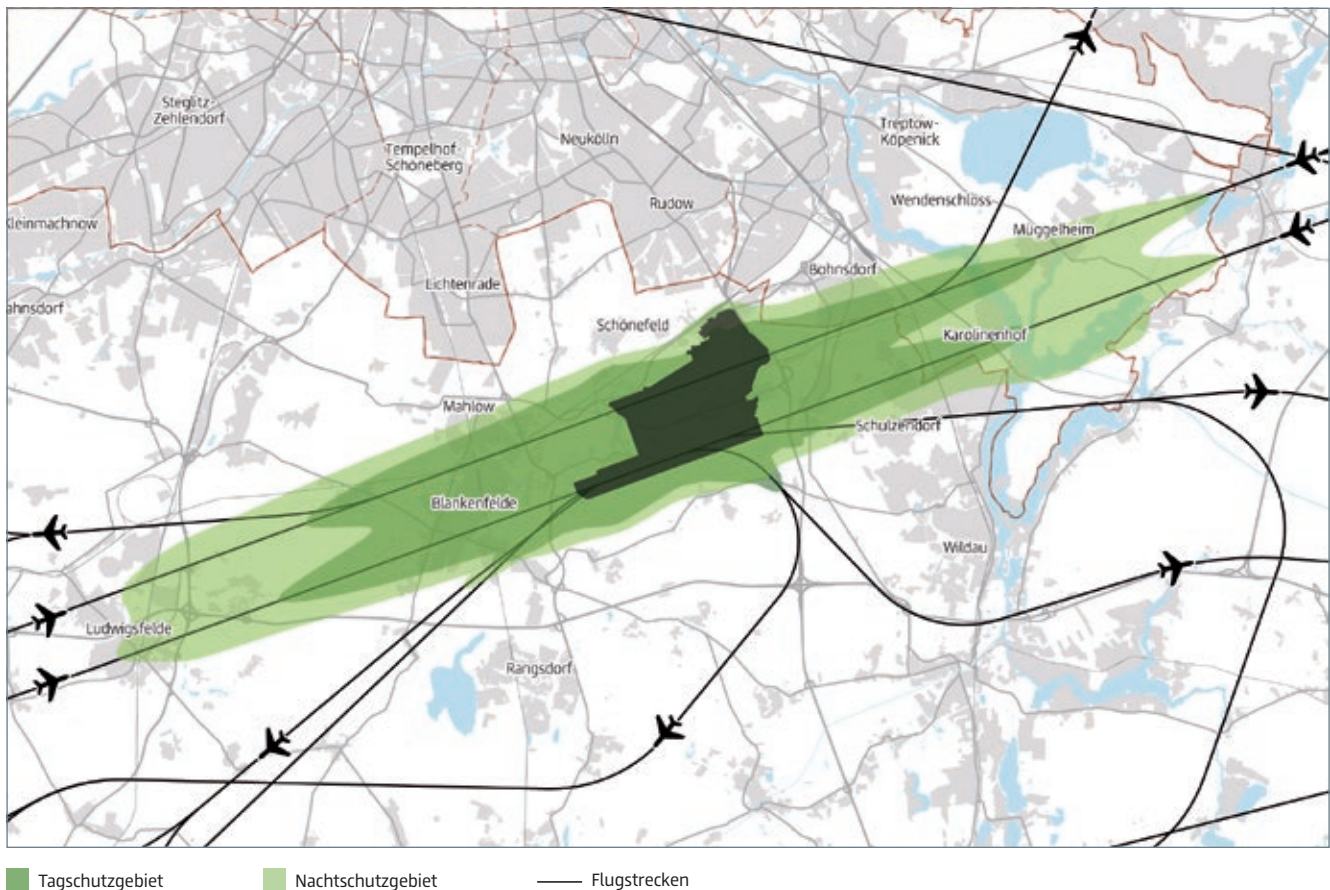 Steglitz-
Zehlendorf
Tempelhof-
Schöneberg
Neukölln
Treptow-
Köpenick
Kleinmachnow
Rudow
Wendenschloss
Müggelheim
Lichtenrade
Bohnsdorf
ahnsdorf
Schönefeld
Karolinenhof
Mahlow
Schulzendorf
Blankenfelde
Wildau
Ludwigsfelde
Rangsdorf
Tagschutzgebiet
Nachtschutzgebiet
Flugstrecken